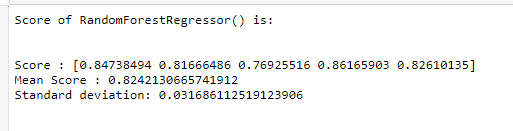 Score of RandomForestRegressor() is:
Score : [0.84738494 0.81666486 0.76925516 0.86165903 0.82610135]
Mean Score : 0.8242130665741912
Standard deviation: 0.031686112519123906